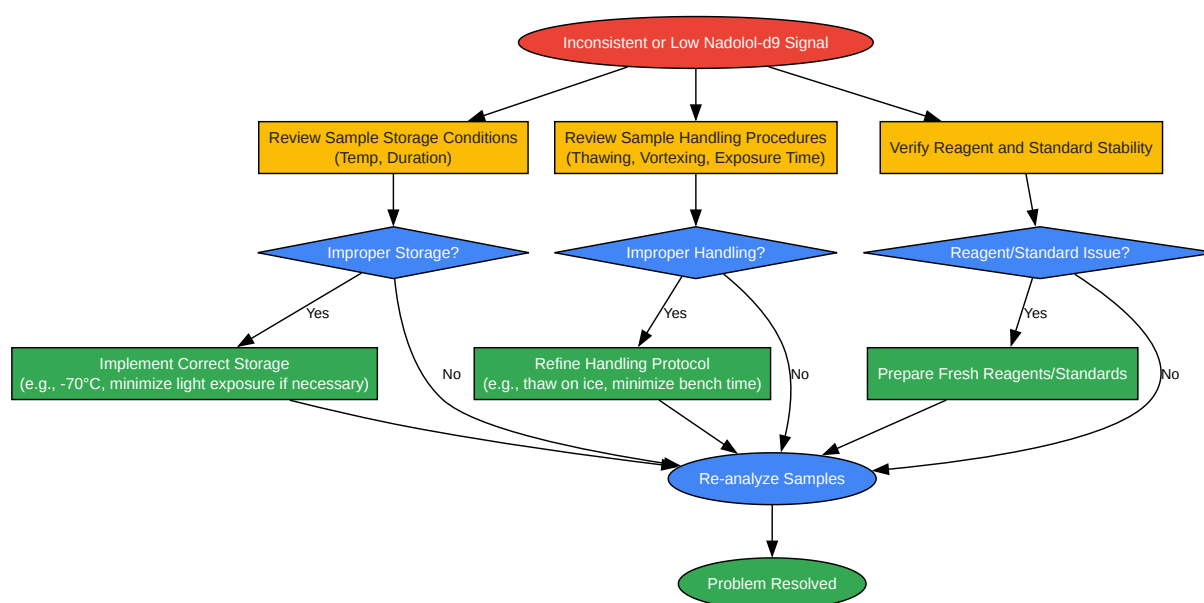 Inconsistent or Low Nadolol-d9 Signal
Review Sample Storage Conditions
(Temp, Duration)
Review Sample Handling Procedures
(Thawing, Vortexing, Exposure Time)
Verify Reagent and Standard Stability
Improper Storage?
Improper Handling?
Reagent/Standard Issue?
Yes
Yes
Yes
Implement Correct Storage
(e.g., -70°C, minimize light exposure if necessary)
No
Refine Handling Protocol
(e.g., thaw on ice, minimize bench time)
No
Prepare Fresh Reagents/Standards
No
Re-analyze Samples
Problem Resolved